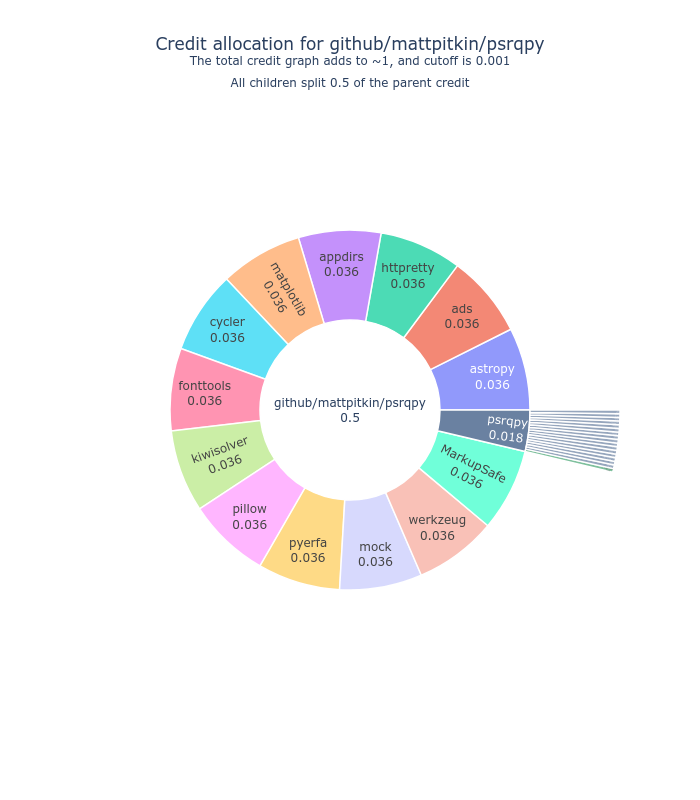 Credit allocation for github/mattpitkin/psrqpy
The total credit graph adds to ~1, and cutoff is 0.001
All children split 0.5 of the parent credit
appdirs
0.036
httpretty
0.036
matplotlib
0.036
ads
0.036
cycler
0.036
astropy
0.036
fonttools
0.036
github/mattpitkin/psrqpy
0.5
psrqpy
0.018
kiwisolver
0.036
MarkupSafe
0.036
pillow
0.036
werkzeug
0.036
pyerfa
0.036
mock
0.036